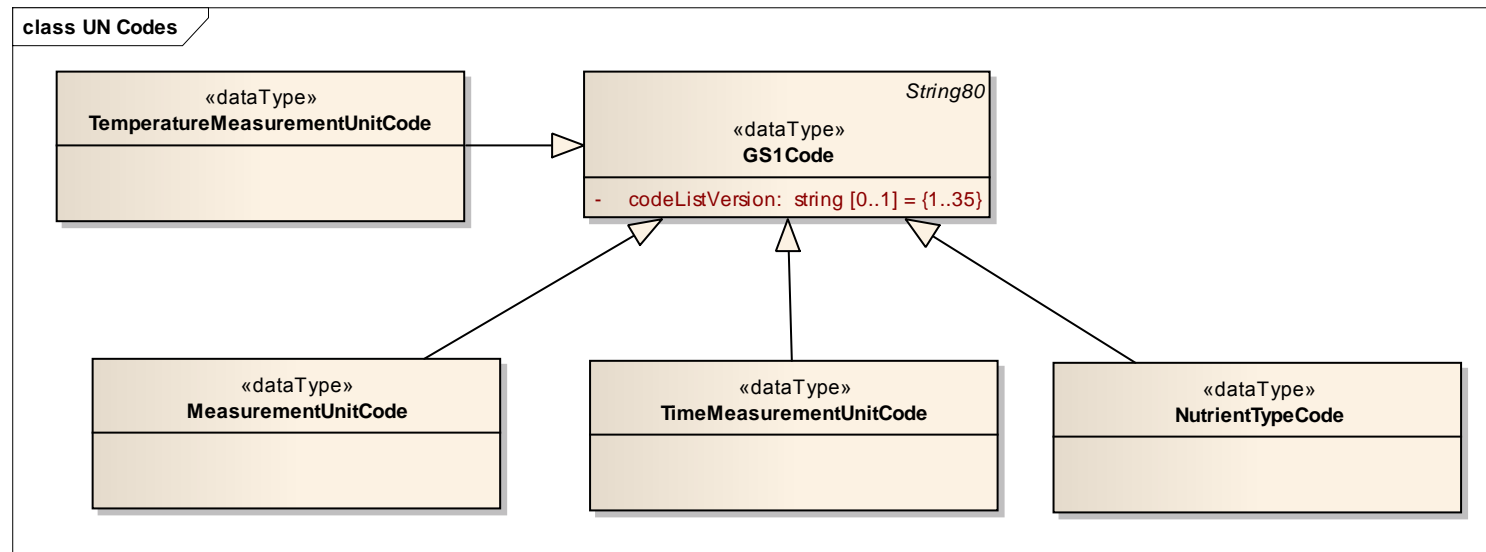 class UN Codes
«dataType»
TemperatureMeasurementUnitCode
String80
«dataType»
GS1Code
- codeListVersion: string [0..1] = {1..35}
«dataType»
MeasurementUnitCode
«dataType»
TimeMeasurementUnitCode
«dataType»
NutrientTypeCode